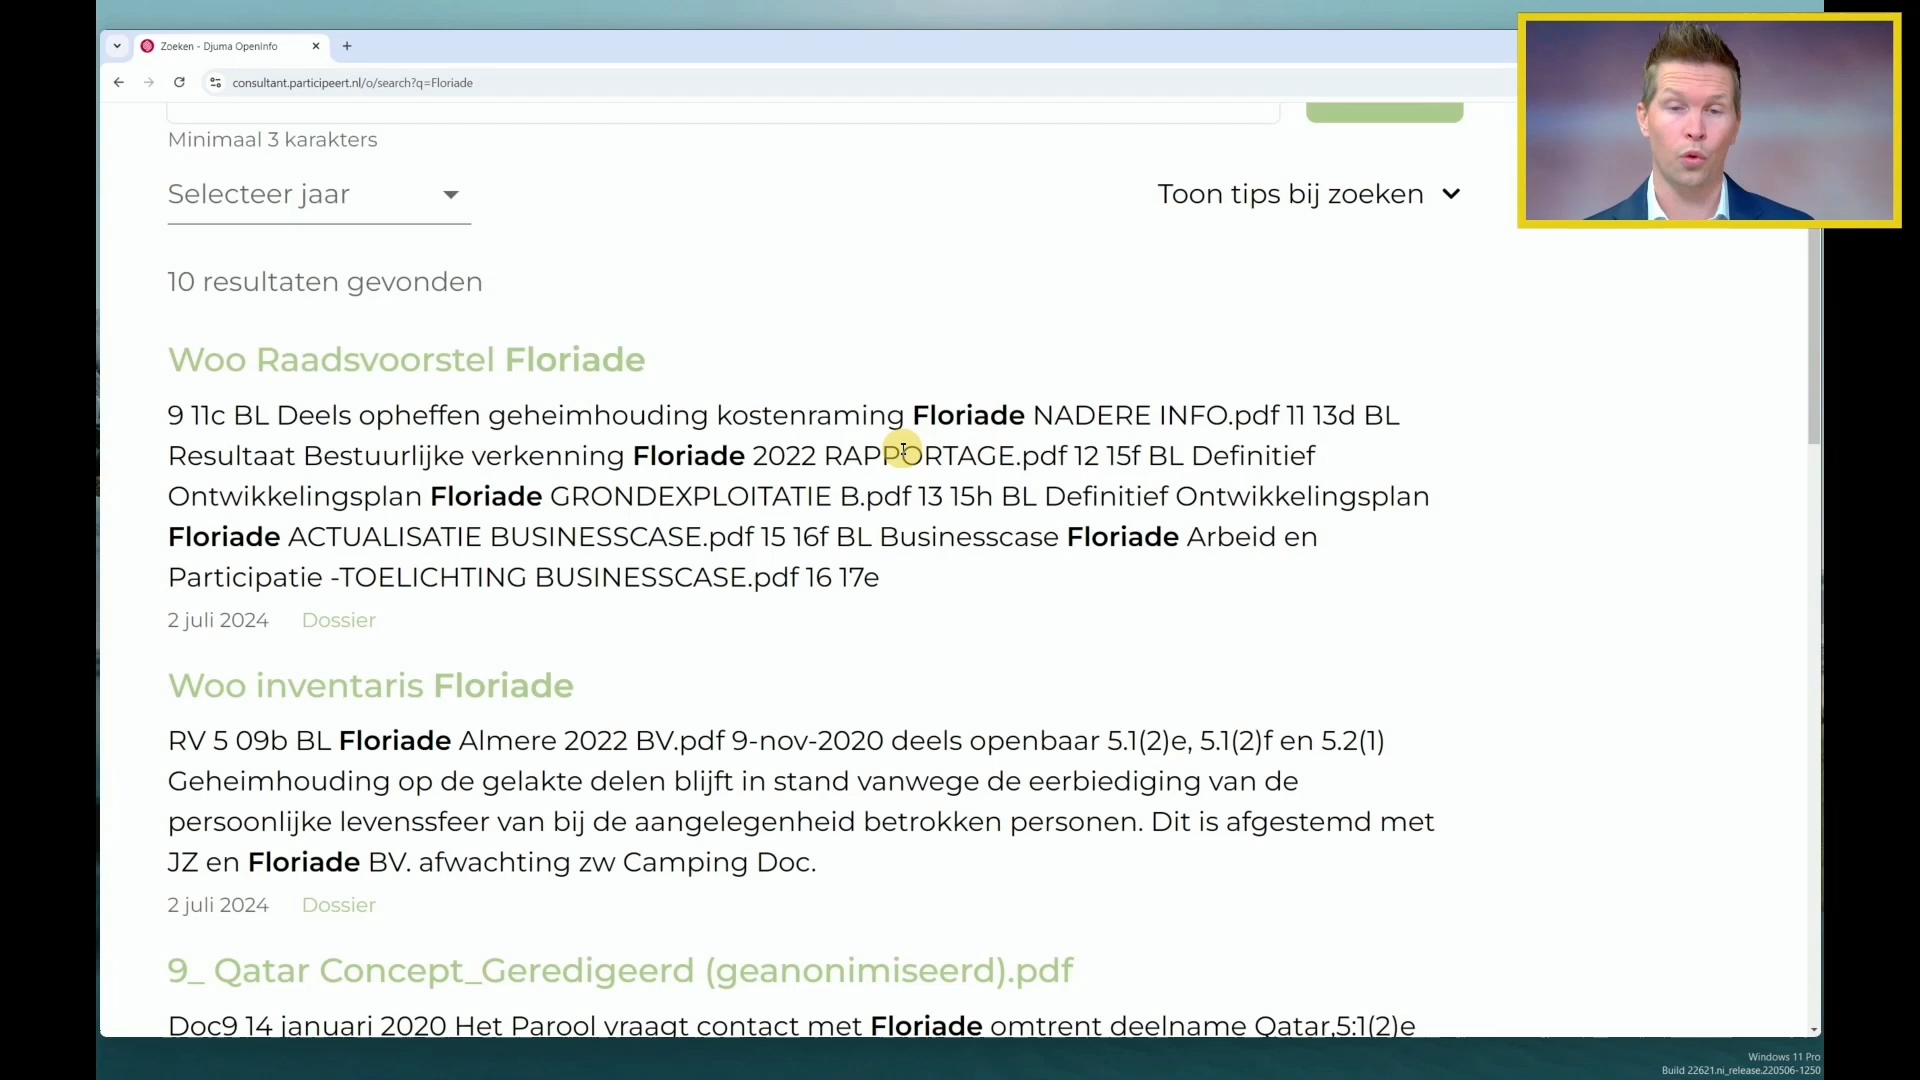 Zoeken - Djuma OpenInfo
consultant.participeert.nl/o/search?q=Floriade
Minimaal 3 karakters
Selecteer jaar
Toon tips bij zoeken
10 resultaten gevonden
Woo Raadsvoorstel Floriade
9 11c BL Deels opheffen geheimhouding kostenraming Floriade NADERE INFO.pdf 11 13d BL
Resultaat Bestuurlijke verkenning Floriade 2022 RAPPORTAGE.pdf 12 15f BL Definitief
Ontwikkelingsplan Floriade GRONDEXPLOITATIE B.pdf 13 15h BL Definitief Ontwikkelingsplan
Floriade ACTUALISATIE BUSINESSCASE.pdf 15 16f BL Businesscase Floriade Arbeid en
Participatie -TOELICHTING BUSINESSCASE.pdf 16 17e
2 juli 2024 Dossier
Woo inventaris Floriade
RV 5 09b BL Floriade Almere 2022 BV.pdf 9-nov-2020 deels openbaar 5.1(2)e, 5.1(2)f en 5.2(1)
Geheimhouding op de gelakte delen blijft in stand vanwege de eerbiediging van de
persoonlijke levenssfeer van bij de aangelegenheid betrokken personen. Dit is afgestemd met
JZ en Floriade BV. afwachting zw Camping Doc.
2 juli 2024 Dossier
9_ Qatar Concept_Geredigeerd (geanonimiseerd).pdf
Doc9 14 januari 2020 Het Parool vraagt contact met Floriade omtrent deelname Qatar,5:1(2)e
Windows 11 Pro
Build 22621.ni_release.220506-1250